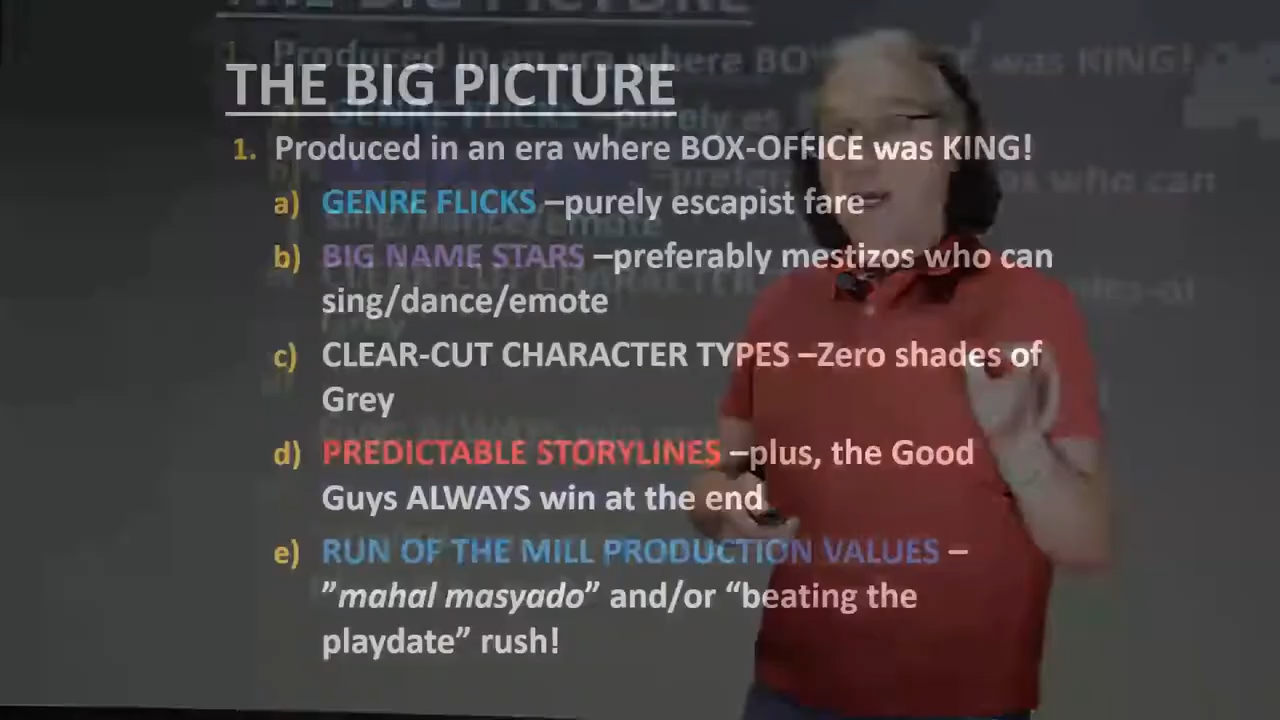 THE BIG PICTURE
1. Produced in an era where BOX-OFFICE was KING!
a) GENRE FLICKS –purely escapist fare
b) BIG NAME STARS –preferably mestizos who can
sing/dance/emote
c) CLEAR-CUT CHARACTER TYPES –Zero shades of
Grey
d) PREDICTABLE STORYLINES –plus, the Good
Guys ALWAYS win at the end
e) RUN OF THE MILL PRODUCTION VALUES –
”mahal masyado” and/or “beating the
playdate” rush!